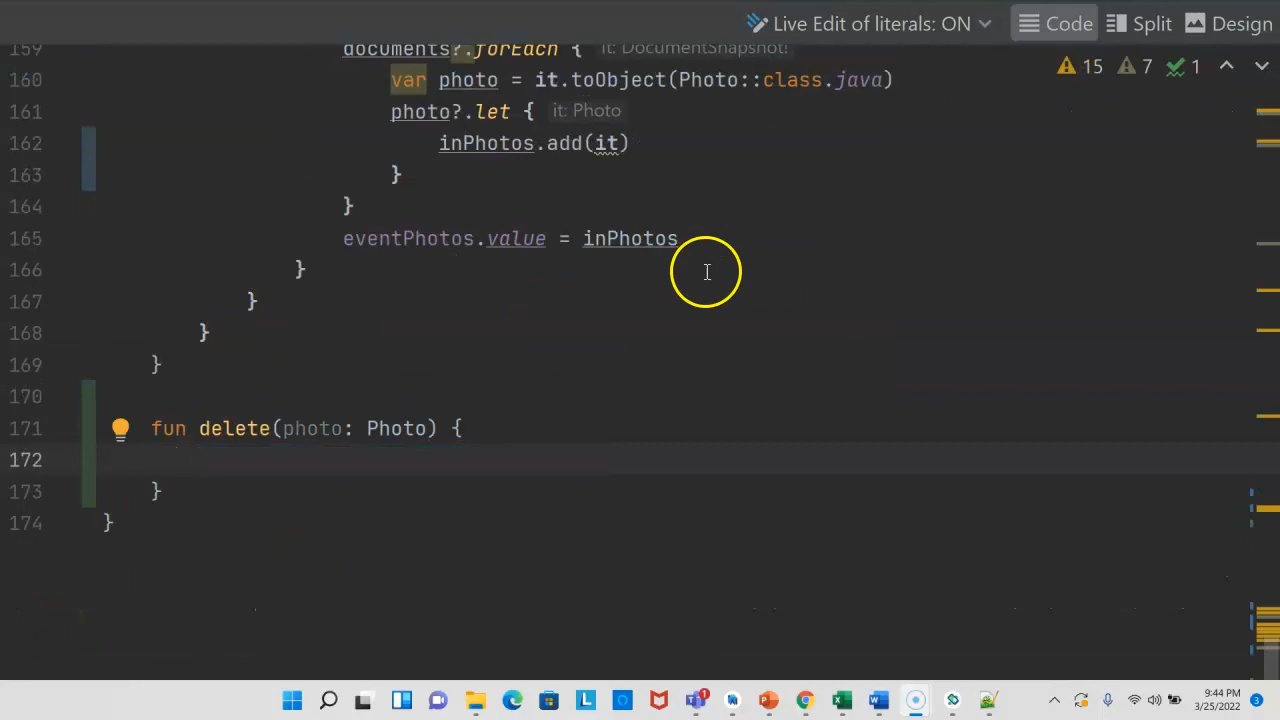 Live Edit of literals: ON Code Split Design
159 documents?.forEach { it: DocumentSnapshot!
160 var photo = it.toObject(Photo::class.java) 15 7 1
161 photo?.let { it: Photo
162 inPhotos.add(it)
163 }
164 }
165 eventPhotos.value = inPhotos
166 }
167 }
168 }
169 }
170
171 fun delete(photo: Photo) {
172
173 }
174 }
9:44 PM
3/25/2022